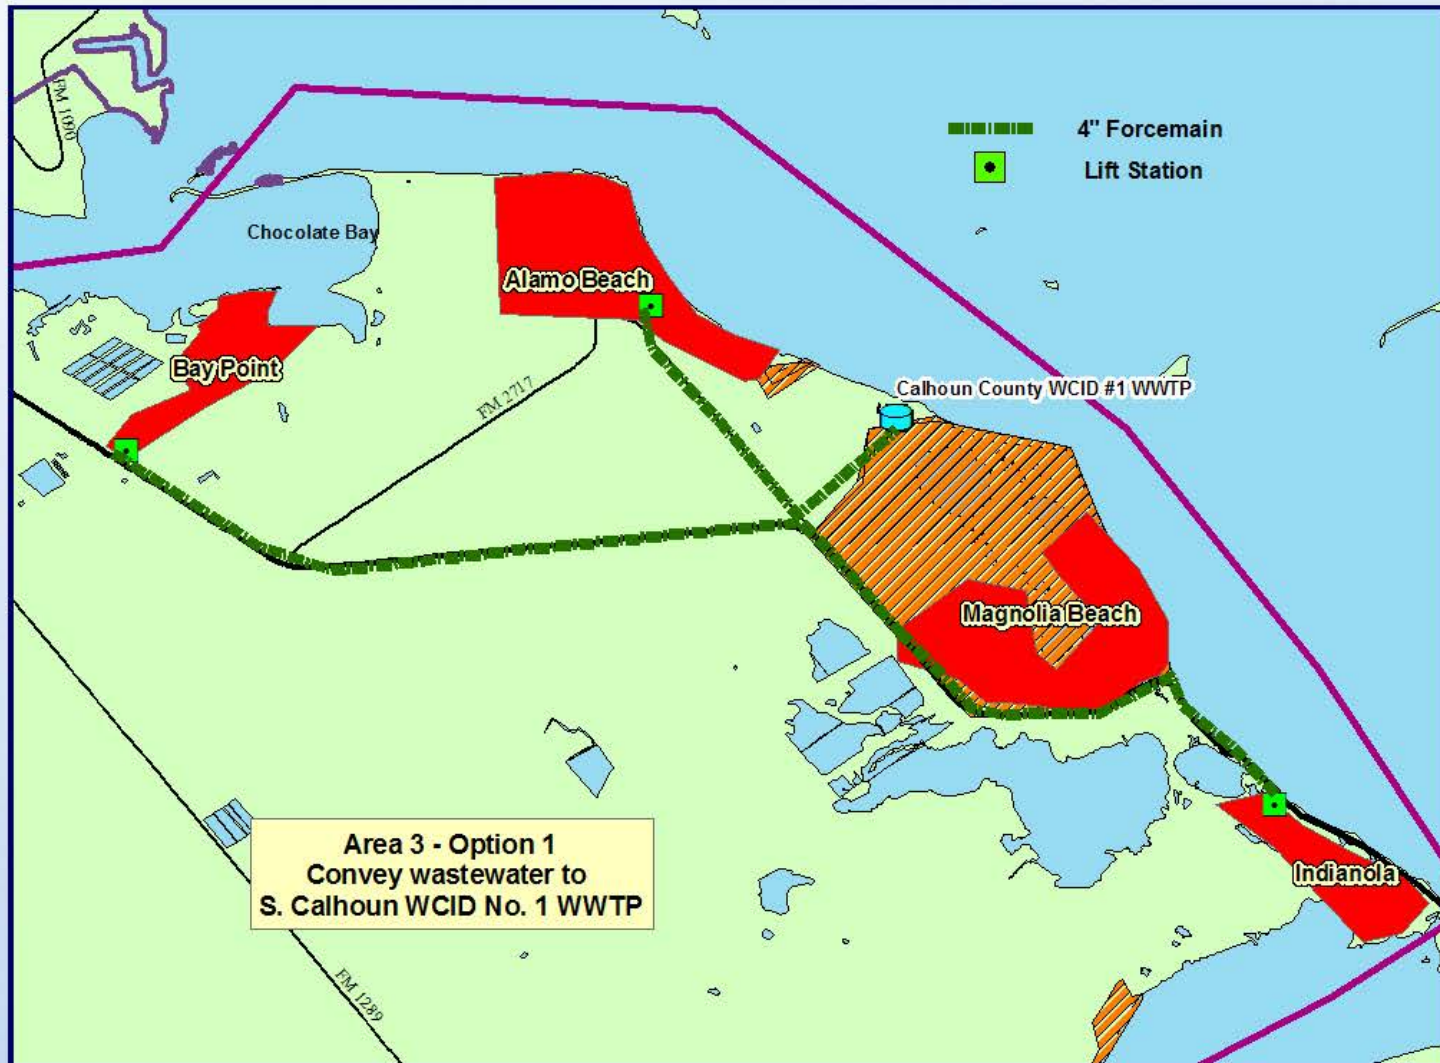 FM 1090
4" Forcemain
Lift Station
Chocolate Bay
Alamo Beach
Bay Point
FM 2717
Calhoun County WCID #1 WWTP
Magnolia Beach
Area 3 - Option 1
Convey wastewater to
S. Calhoun WCID No. 1 WWTP
Indianola
FM 1289